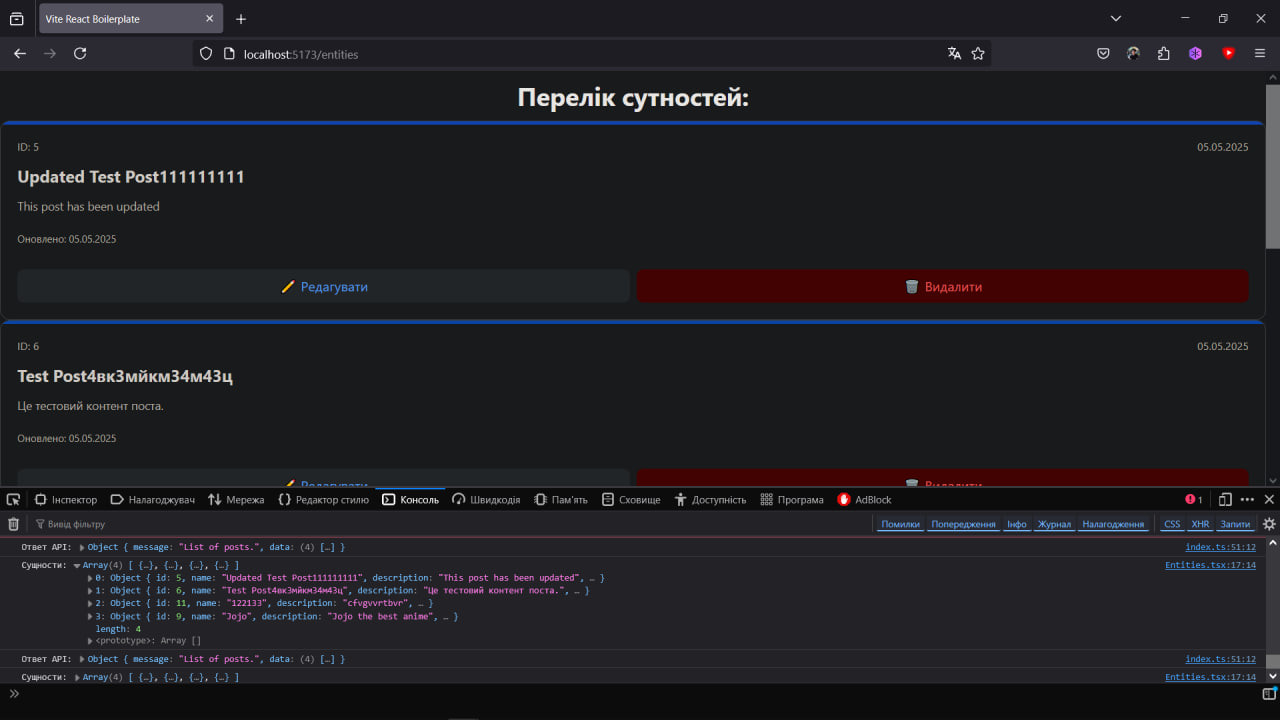 Vite React Boilerplate
localhost:5173/entities
Перелік сутностей:
ID: 5
05.05.2025
Updated Test Post111111111
This post has been updated
Оновлено: 05.05.2025
Редагувати
Видалити
ID: 6
05.05.2025
Test Post4вк3мйкм34м43ц
Це тестовий контент поста.
Оновлено: 05.05.2025
Редагувати
Видалити
Інспектор Налагоджувач Мережа Редактор стилю Консоль Швидкодія Пам'ять Сховище Доступність Програма AdBlock 1
Вивід фільтру Помилки Попередження Інфо Журнал Налагодження CSS XHR Запити
Ответ API: Object { message: "List of posts.", data: (4) […] } index.ts:51:12
Сущности: Array(4) [ {…}, {…}, {…}, {…} ] Entities.tsx:17:14
0: Object { id: 5, name: "Updated Test Post111111111", description: "This post has been updated", … }
1: Object { id: 6, name: "Test Post4вк3мйкм34м43ц", description: "Це тестовий контент поста.", … }
2: Object { id: 11, name: "122133", description: "cfvgvvrtbvr", … }
3: Object { id: 9, name: "Jojo", description: "Jojo the best anime", … }
length: 4
<prototype>: Array []
Ответ API: Object { message: "List of posts.", data: (4) […] } index.ts:51:12
Сущности: Array(4) [ {…}, {…}, {…}, {…} ] Entities.tsx:17:14